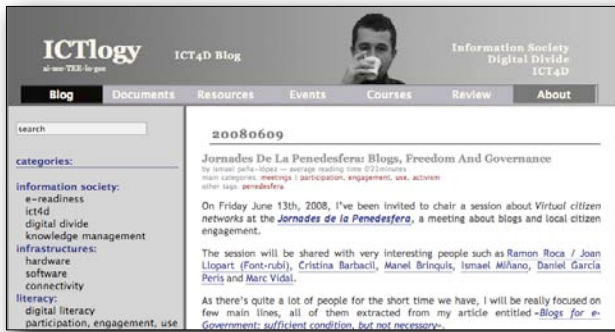 ICTlogy
ai-see-TEE-lo-gee
ICT4D Blog
Information Society
Digital Divide
ICT4D
Blog Documents Resources Events Courses Review About
search
categories:
information society:
e-readiness
ict4d
digital divide
knowledge management
infrastructures:
hardware
software
connectivity
literacy:
digital literacy
participation, engagement, use
20080609
Jornades De La Penedesfera: Blogs, Freedom And Governance
by ismael peña-lópez — average reading time 0'21minutes
main categories: meetings | participation, engagement, use, activism
other tags: penedesfera
On Friday June 13th, 2008, I've been invited to chair a session about Virtual citizen
networks at the Jornades de la Penedesfera, a meeting about blogs and local citizen
engagement.
The session will be shared with very interesting people such as Ramon Roca / Joan
Llopart (Font-rubí), Cristina Barbacil, Manel Brinquis, Ismael Miñano, Daniel García
Peris and Marc Vidal.
As there's quite a lot of people for the short time we have, I will be really focused on
few main lines, all of them extracted from my article entitled «Blogs for e-
Government: sufficient condition, but not necessary».